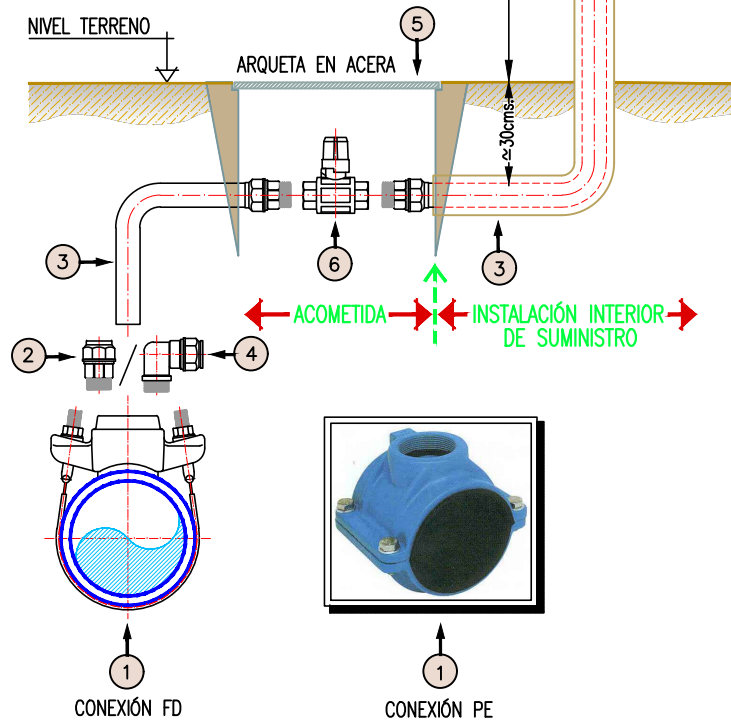 NIVEL TERRENO
5
ARQUETA EN ACERA
≃30cms.
3
6
3
ACOMETIDA
INSTALACIÓN INTERIOR
DE SUMINISTRO
2
/
4
1
1
CONEXIÓN FD
CONEXIÓN PE